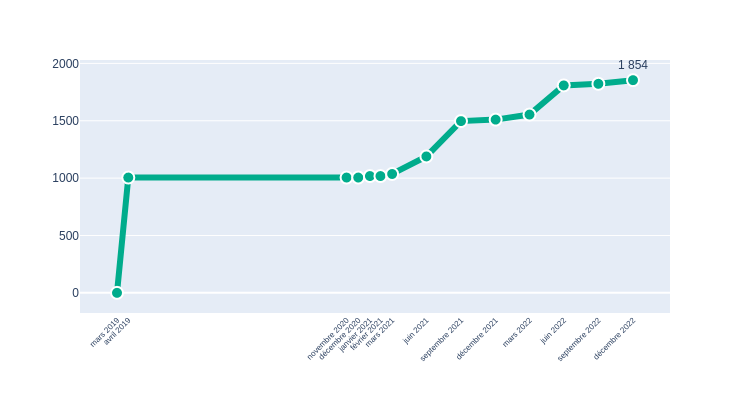 2000
1 854
1500
1000
500
0
mars 2019
avril 2019
novembre 2020
décembre 2020
janvier 2021
février 2021
mars 2021
juin 2021
septembre 2021
décembre 2021
mars 2022
juin 2022
septembre 2022
décembre 2022